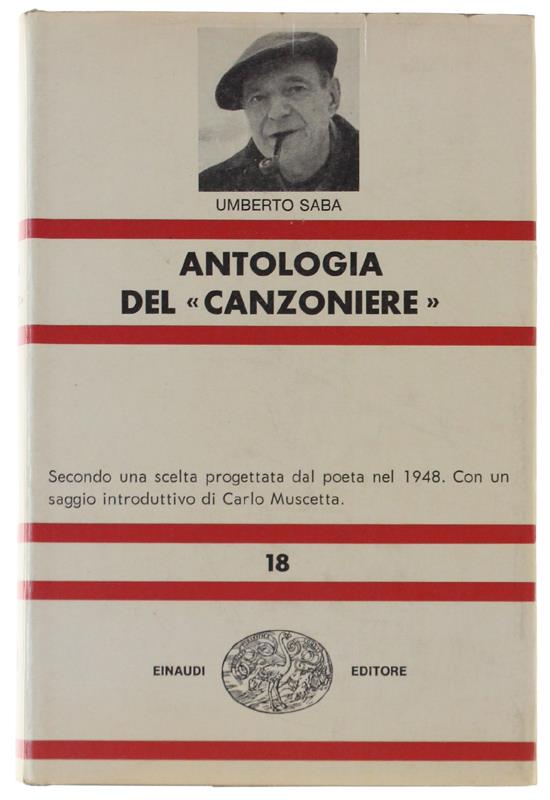 UMBERTO SABA
ANTOLOGIA
DEL « CANZONIERE »
Secondo una scelta progettata dal poeta nel 1948. Con un
saggio introduttivo di Carlo Muscetta.
18
EINAUDI EDITORE